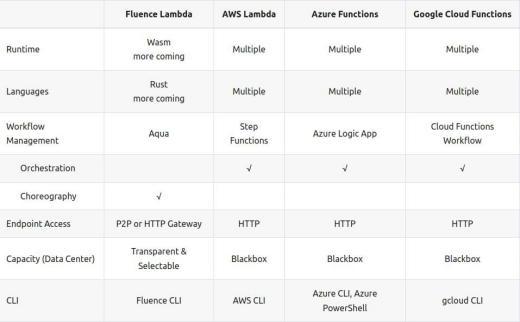 Fluence Lambda AWS Lambda Azure Functions Google Cloud Functions
Runtime Wasm more coming Multiple Multiple Multiple
Languages Rust more coming Multiple Multiple Multiple
Workflow Management Aqua Step Functions Azure Logic App Cloud Functions Workflow
Orchestration √ √ √
Choreography √
Endpoint Access P2P or HTTP Gateway HTTP HTTP HTTP
Capacity (Data Center) Transparent & Selectable Blackbox Blackbox Blackbox
CLI Fluence CLI AWS CLI Azure CLI, Azure PowerShell gcloud CLI